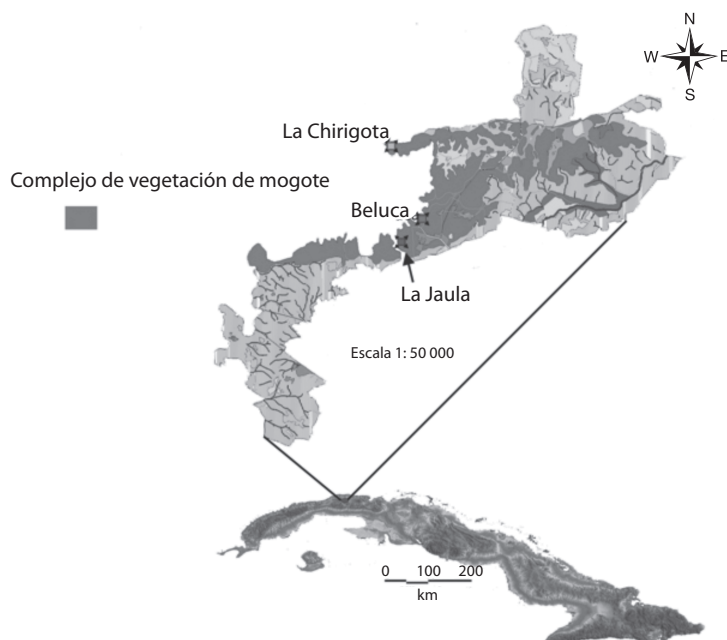 N
W E
S
La Chirigota
Complejo de vegetación de mogote
Beluca
La Jaula
Escala 1: 50 000
0 100 200
km